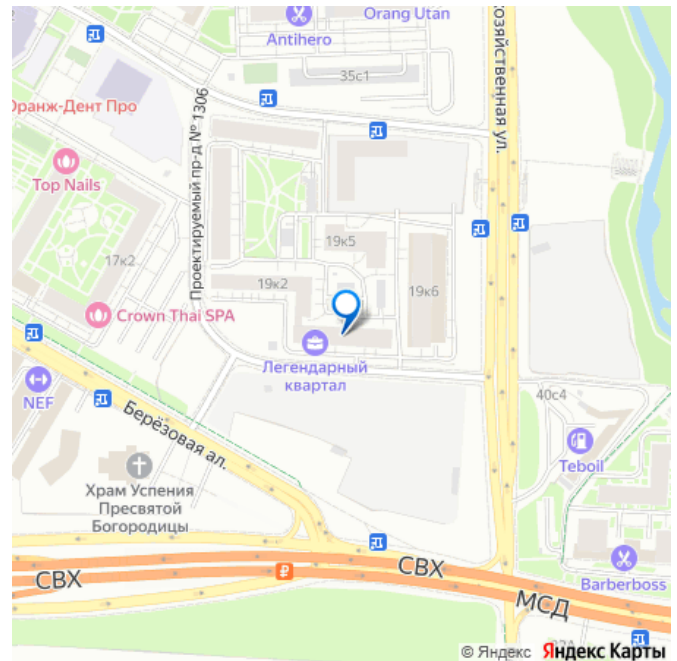 Orang Utan
Antihero
35с1
хозяйственная ул.
Оранж-Дент Про
Проектируемый пр-д № 1306
Top Nails
17к2
19к5
19к2
19к6
Crown Thai SPA
Легендарный
квартал
NEF
Берёзовая ал.
40с4
Teboil
Храм Успения
Пресвятой
Богородицы
СВХ
СВХ
МСД
Barberboss
© Яндекс Яндекс Карты